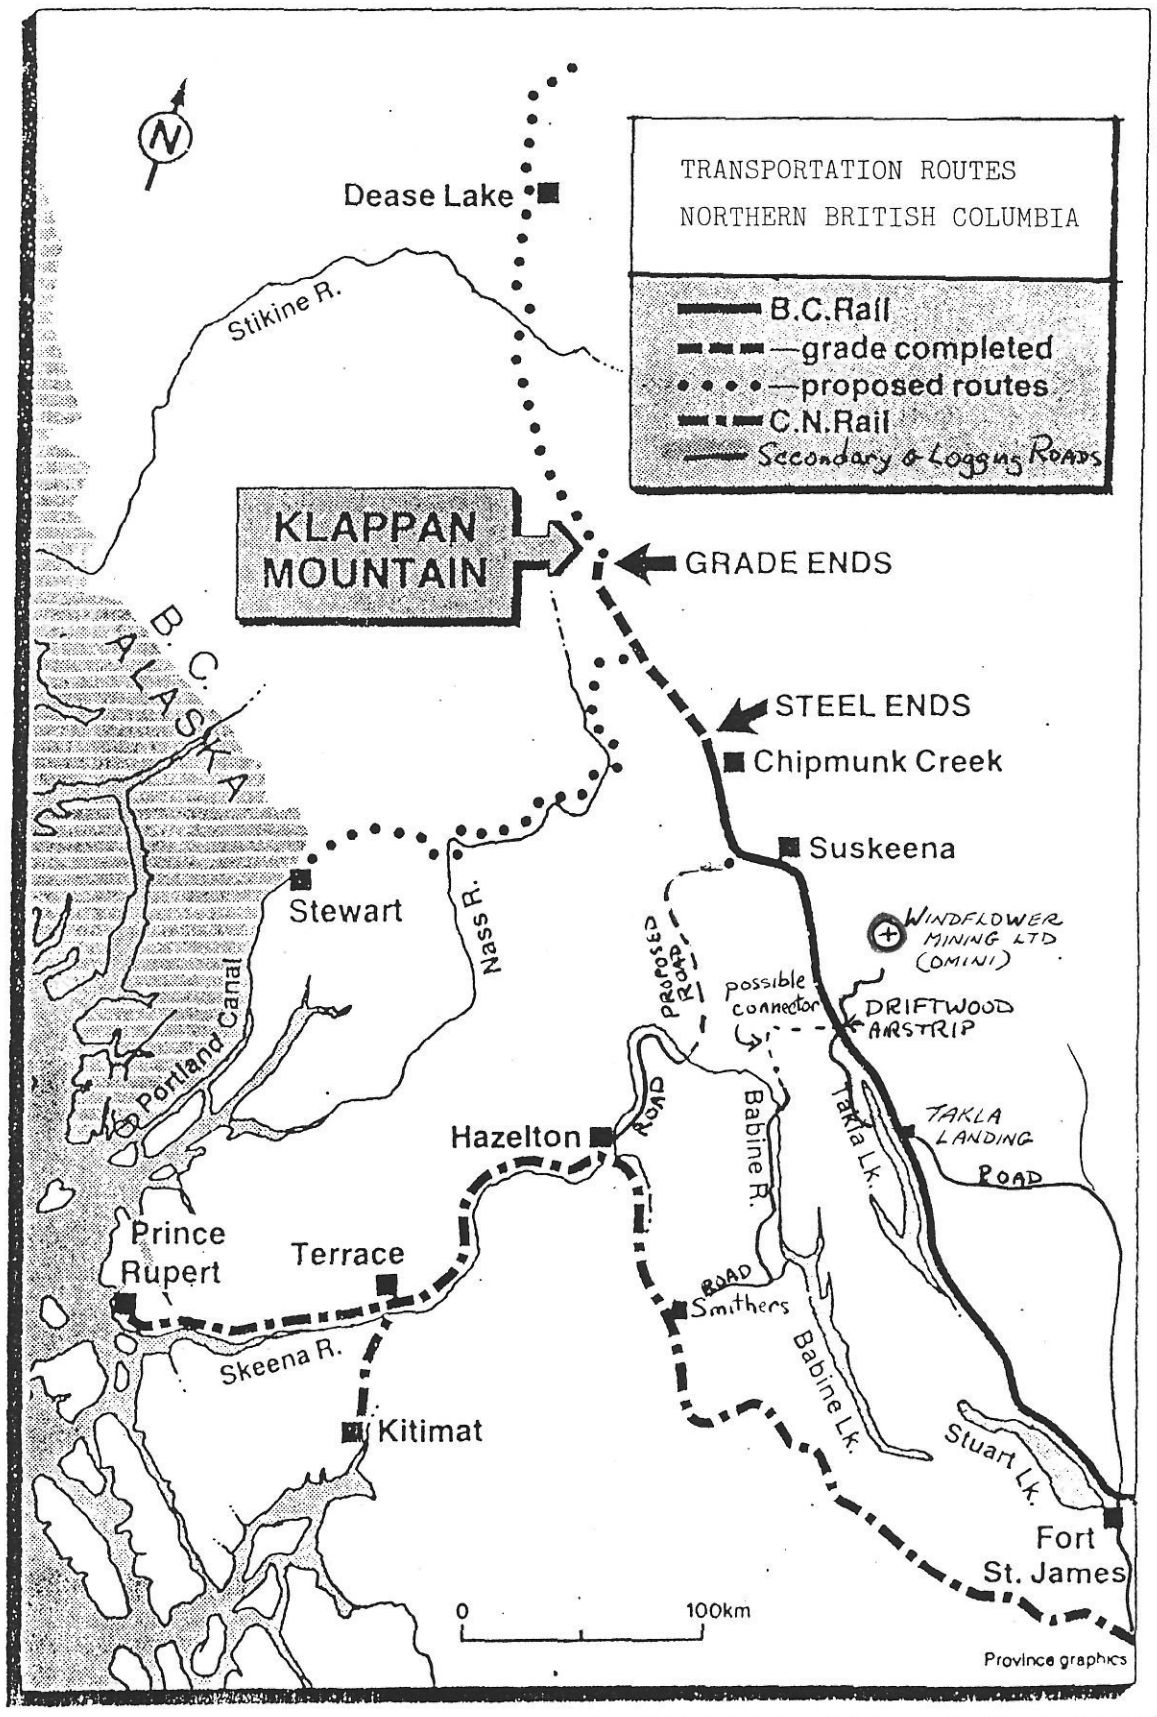 N
TRANSPORTATION ROUTES
NORTHERN BRITISH COLUMBIA
B.C.Rail
—grade completed
—proposed routes
C.N.Rail
Secondary & Logging ROADS
Dease Lake
Stikine R.
KLAPPAN
MOUNTAIN
GRADE ENDS
B.C.
ALASKA
STEEL ENDS
Chipmunk Creek
Suskeena
Stewart
Nass R.
PROPOSED
ROAD
WINDFLOWER
MINING LTD
(OMINI)
possible
connector
DRIFTWOOD
AIRSTRIP
Portland Canal
ROAD
Hazelton
Babine R.
Takla Lk.
TAKLA
LANDING
ROAD
Prince
Rupert
Terrace
ROAD
Smithers
Skeena R.
Babine Lk.
Kitimat
Stuart Lk.
Fort
St. James
0 100km
Province graphics